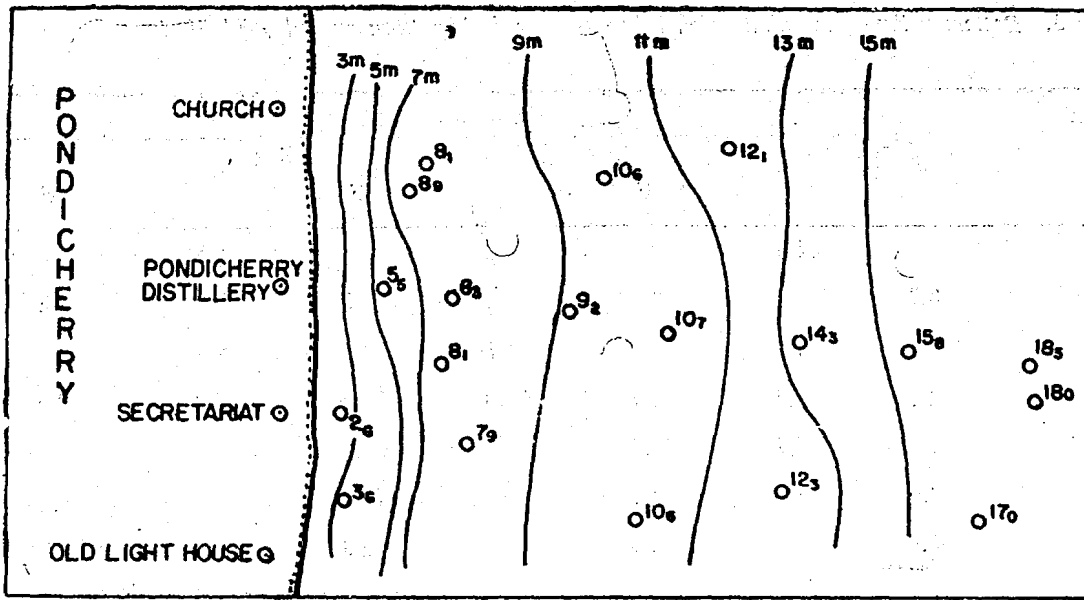 PONDICHERRY
3m
5m
7m
9m
11m
13m
15m
CHURCH
8₁
8₉
10₆
12₁
PONDICHERRY
DISTILLERY
5₅
8₃
9₂
10₇
14₃
15₈
18₅
8₁
18₀
SECRETARIAT
2₆
7₉
3₆
12₃
10₆
17₀
OLD LIGHT HOUSE